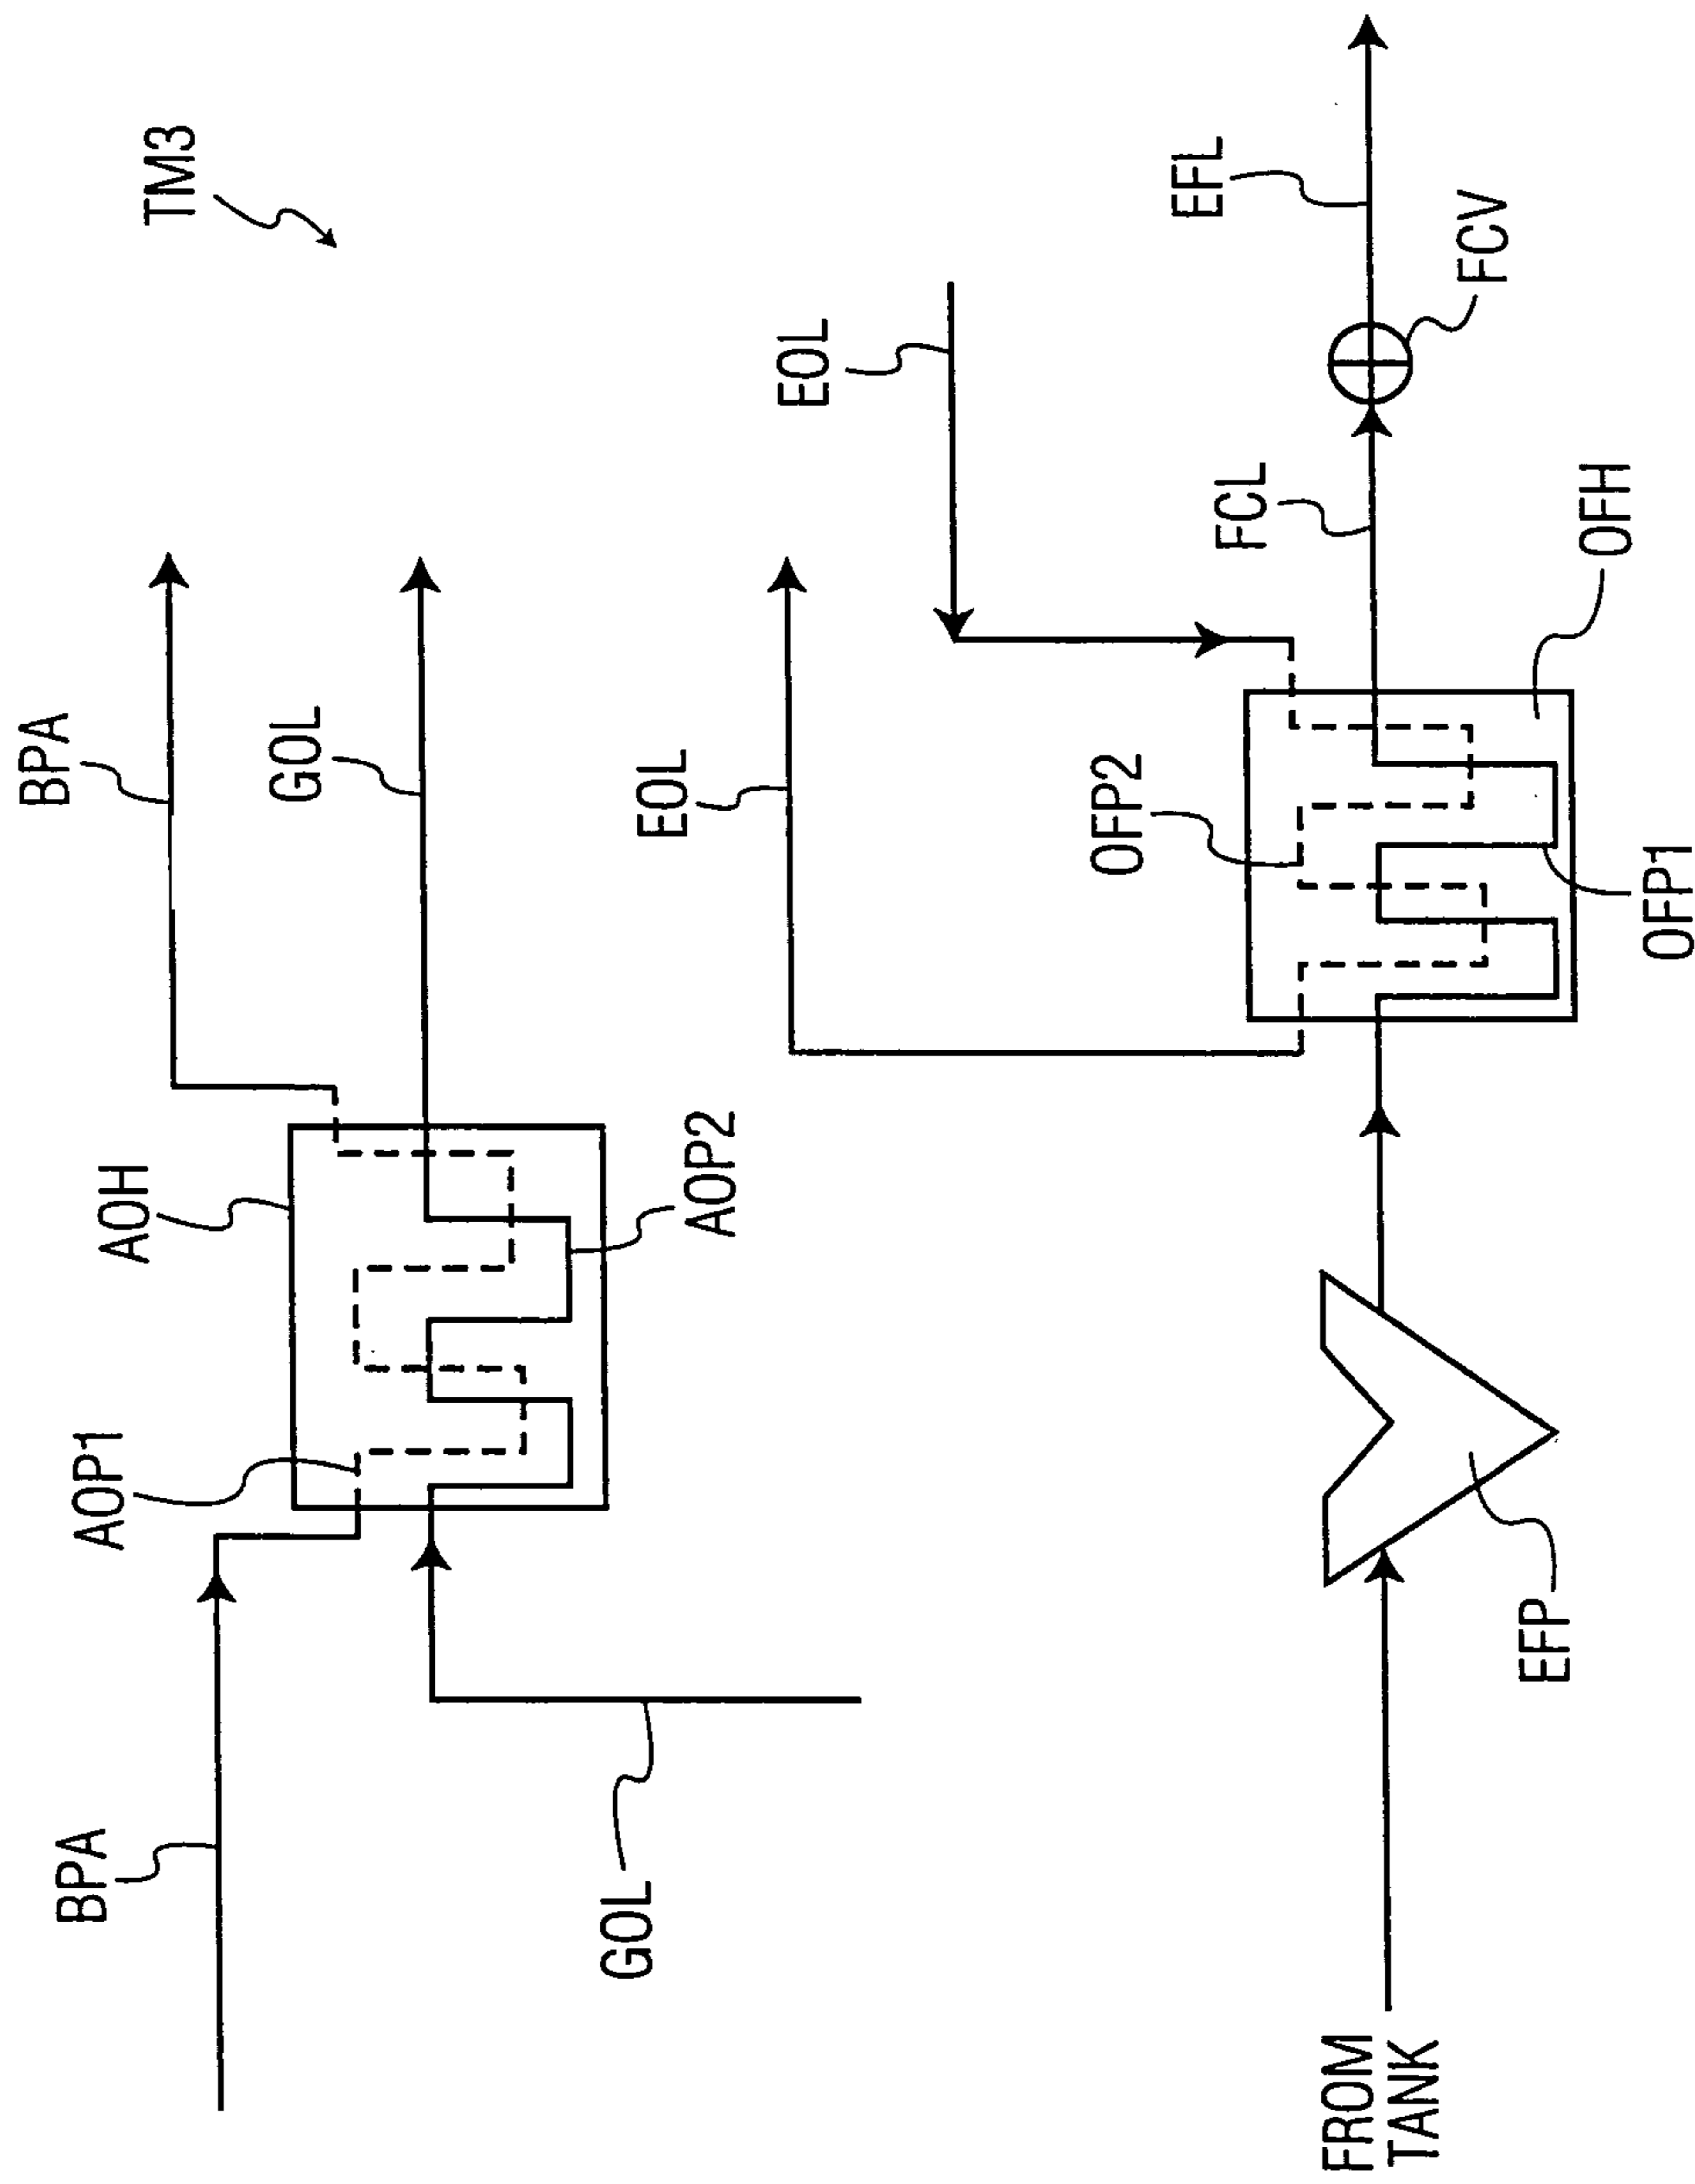 BPA
BPA
AOP1
AOH
TM3
GOL
GOL
EOL
AOP2
EOL
OFP2
EFL
FCL
FROM
TANK
FCV
EFP
OFH
OFP1